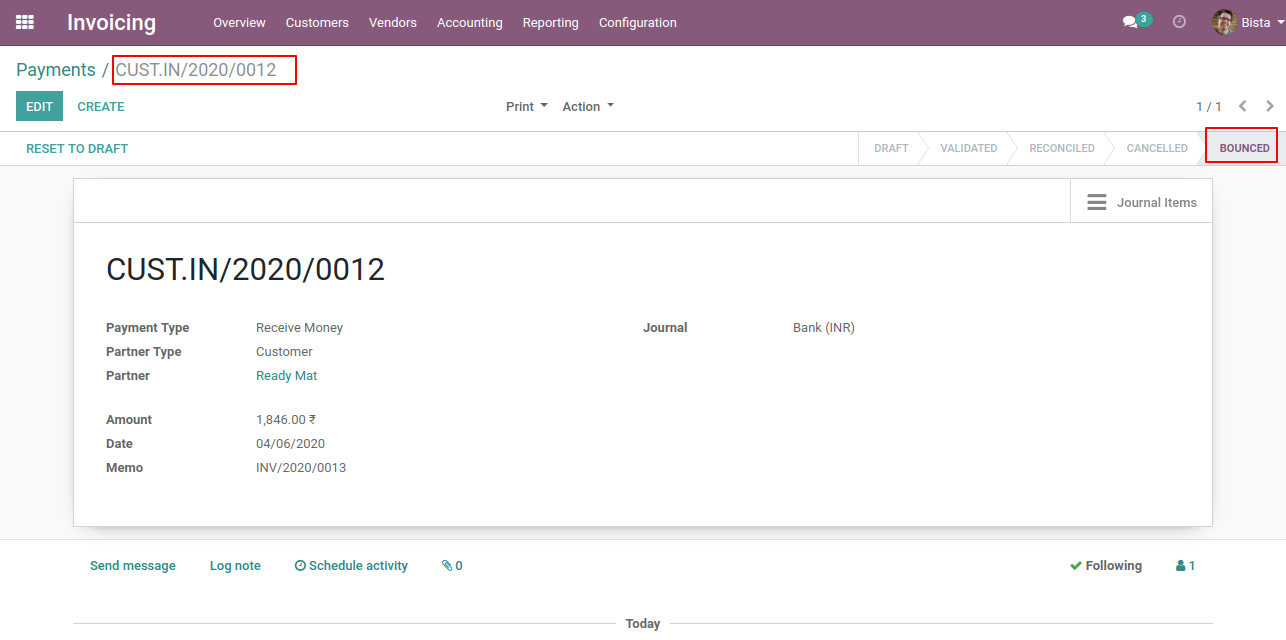 Invoicing Overview Customers Vendors Accounting Reporting Configuration 3 Bista
Payments / CUST.IN/2020/0012
EDIT CREATE Print Action 1 / 1
RESET TO DRAFT DRAFT VALIDATED RECONCILED CANCELLED BOUNCED
Journal Items
CUST.IN/2020/0012
Payment Type Receive Money Journal Bank (INR)
Partner Type Customer
Partner Ready Mat
Amount 1,846.00 ₹
Date 04/06/2020
Memo INV/2020/0013
Send message Log note Schedule activity 0 Following 1
Today